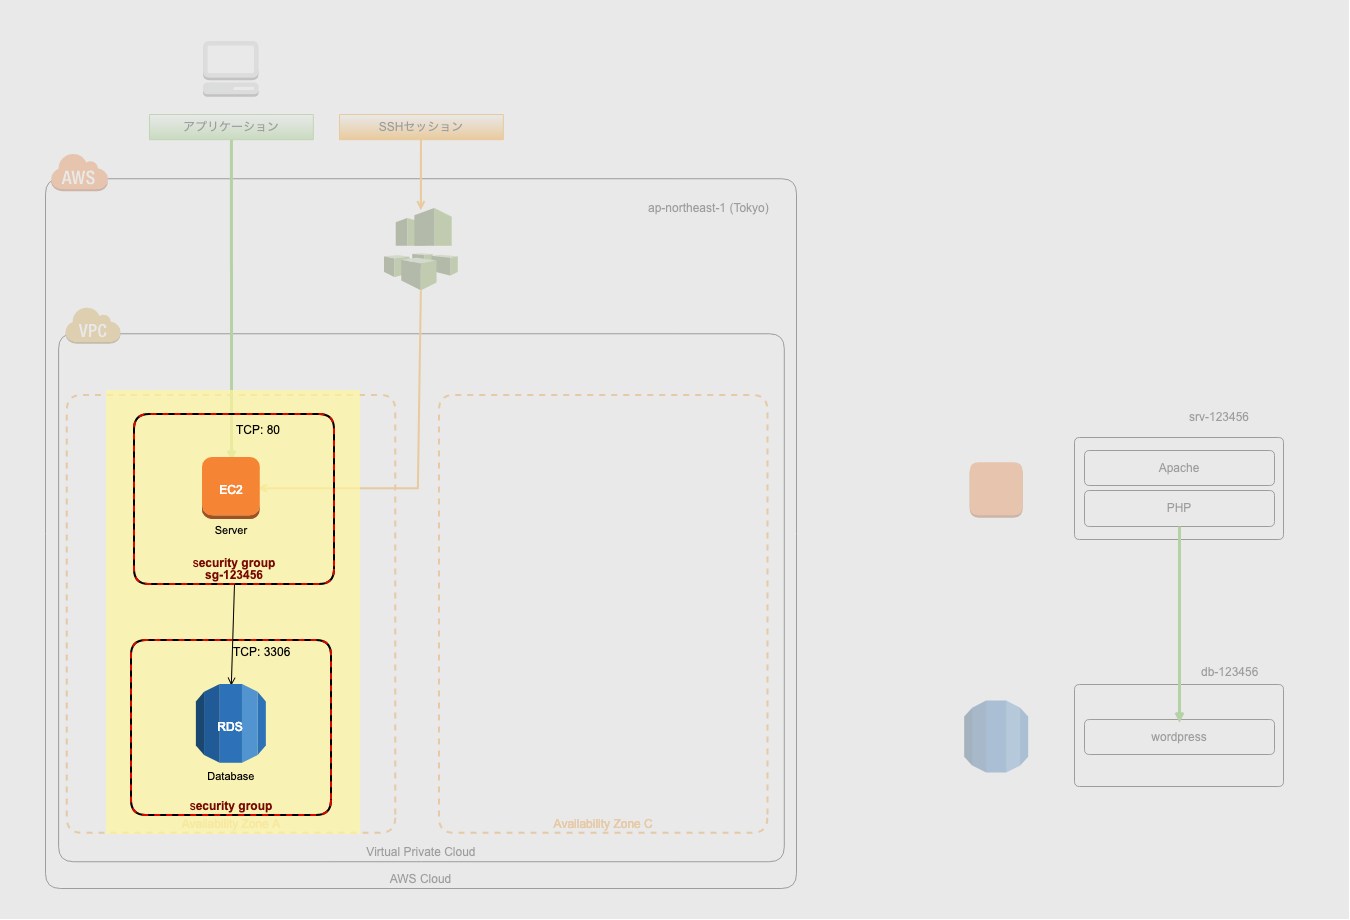 アプリケーション
SSHセッション
AWS
ap-northeast-1 (Tokyo)
VPC
TCP: 80
EC2
Server
security group
sg-123456
TCP: 3306
RDS
Database
security group
Availability Zone A
Availability Zone C
Virtual Private Cloud
AWS Cloud
srv-123456
Apache
PHP
db-123456
wordpress